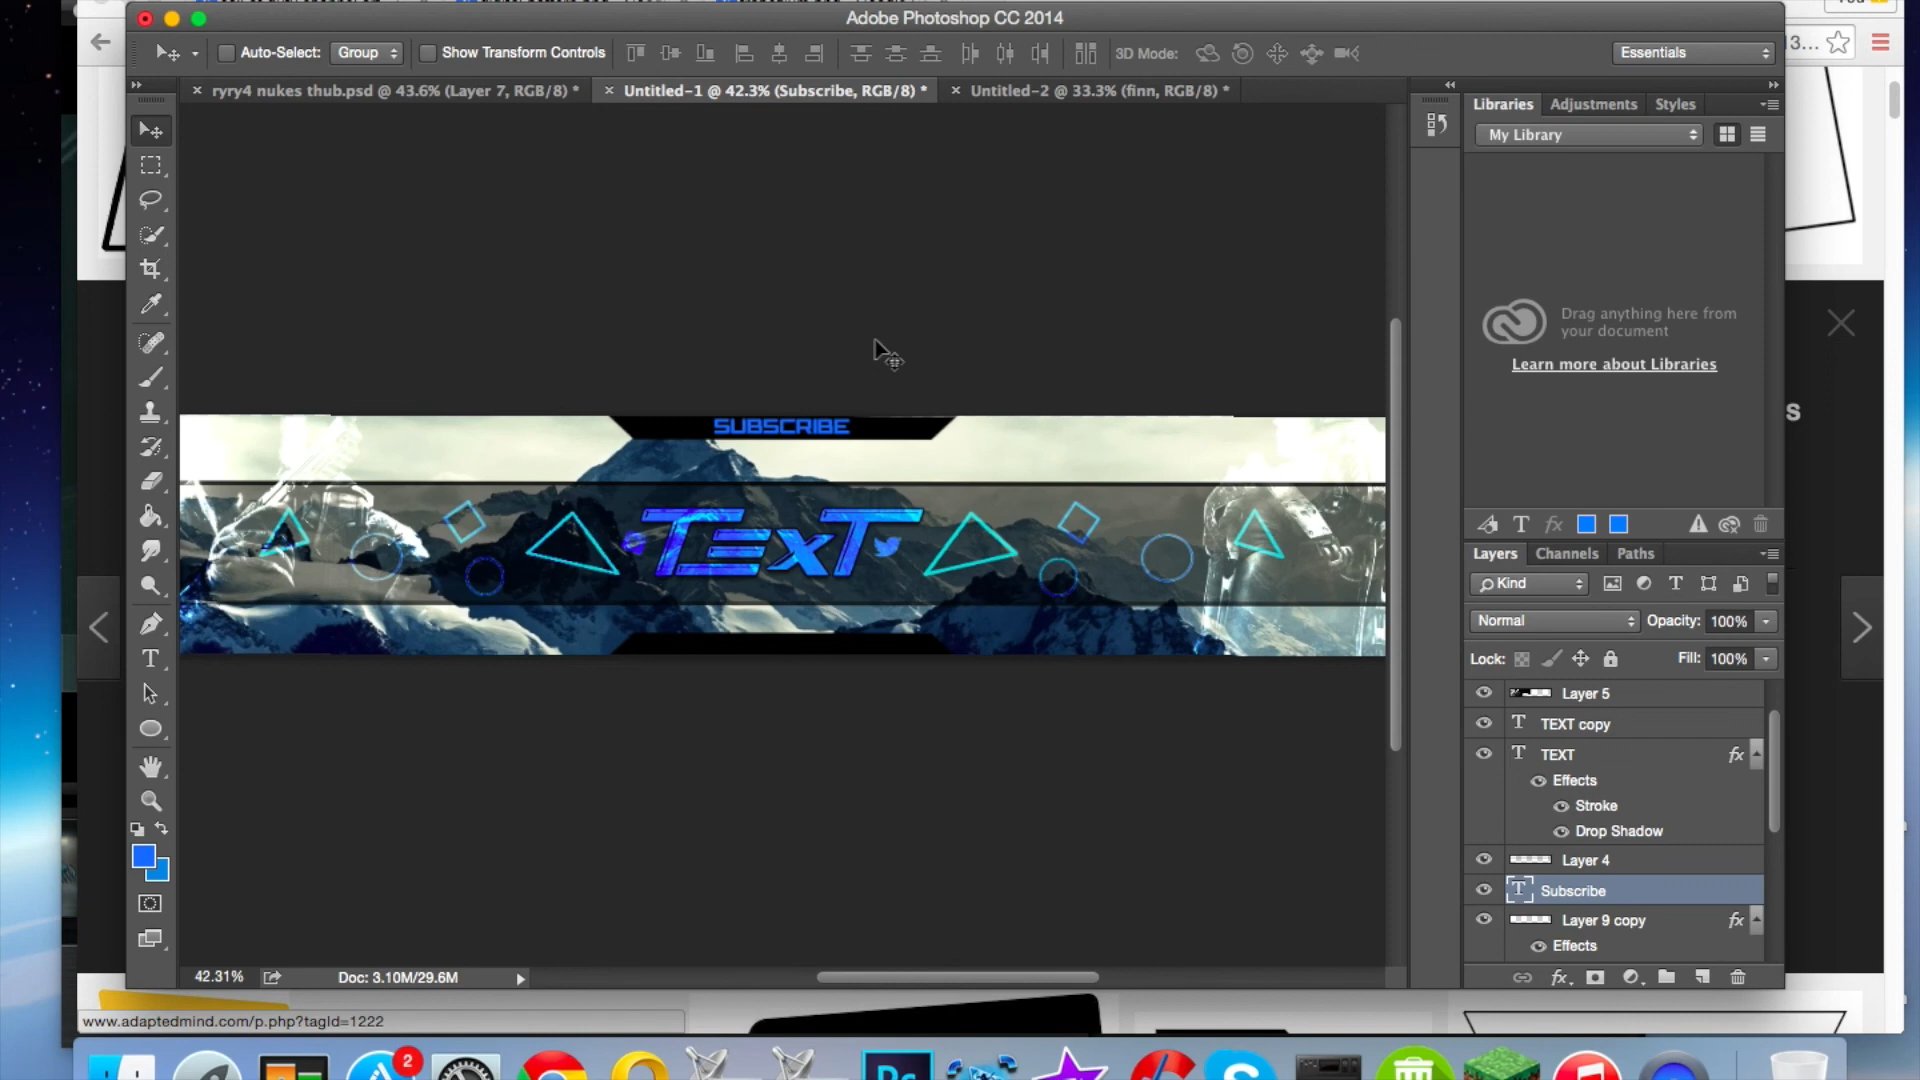 Adobe Photoshop CC 2014
Auto-Select: Group Show Transform Controls 3D Mode: Essentials
ryry4 nukes thub.psd @ 43.6% (Layer 7, RGB/8) *
Untitled-1 @ 42.3% (Subscribe, RGB/8) *
Untitled-2 @ 33.3% (finn, RGB/8) *
Libraries Adjustments Styles
My Library
Drag anything here from
your document
Learn more about Libraries
SUBSCRIBE
TExT
Layers Channels Paths
Kind
Normal Opacity: 100%
Lock: Fill: 100%
Layer 5
TEXT copy
TEXT fx
Effects
Stroke
Drop Shadow
Layer 4
Subscribe
Layer 9 copy fx
Effects
42.31% Doc: 3.10M/29.6M
www.adaptedmind.com/p.php?tagId=1222
2